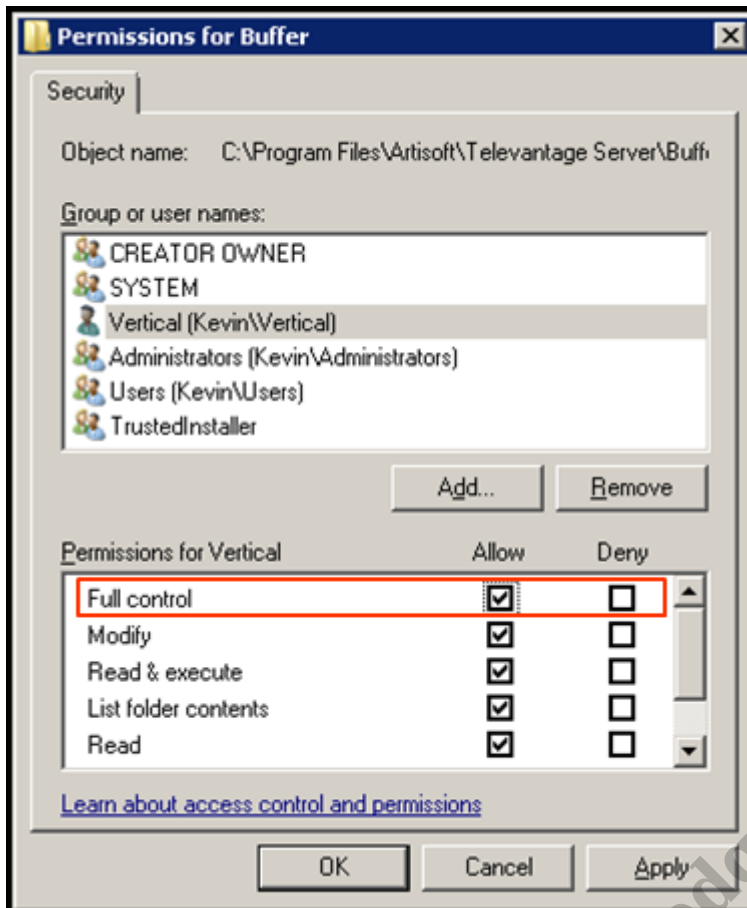 Permissions for Buffer
Security
Object name: C:\Program Files\Artisoft\Televantage Server\Buff
Group or user names:
CREATOR OWNER
SYSTEM
Vertical (Kevin\Vertical)
Administrators (Kevin\Administrators)
Users (Kevin\Users)
TrustedInstaller
Add... Remove
Permissions for Vertical Allow Deny
Full control
Modify
Read & execute
List folder contents
Read
Learn about access control and permissions
OK Cancel Apply